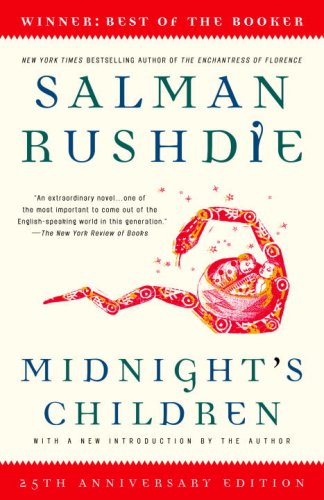 WINNER: BEST OF THE BOOKER
NEW YORK TIMES BESTSELLING AUTHOR OF THE ENCHANTRESS OF FLORENCE
SALMAN
RUSHDIE
"An extraordinary novel...one of
the most important to come out of the
English-speaking world in this generation."
—The New York Review of Books
MIDNIGHT'S
CHILDREN
WITH A NEW INTRODUCTION BY THE AUTHOR
25TH ANNIVERSARY EDITION